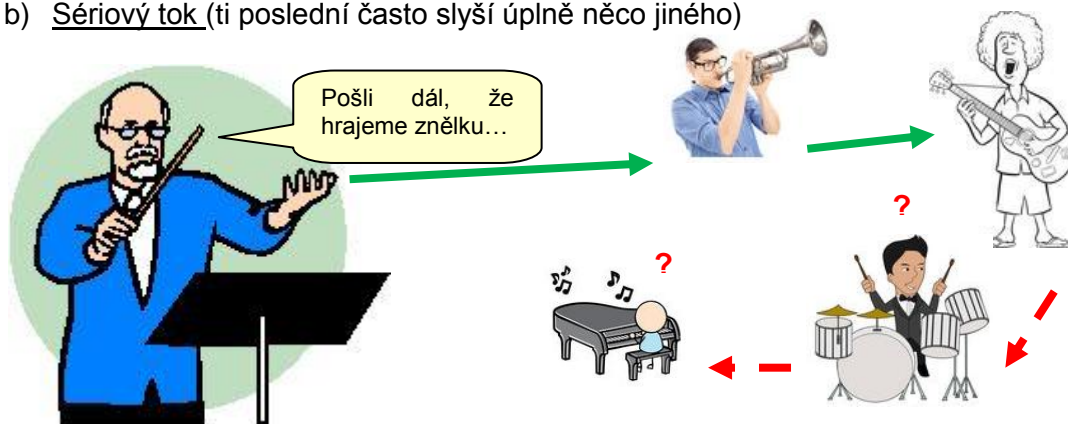 b) Sériový tok (ti poslední často slyší úplně něco jiného)
Pošli dál, že
hrajeme znělku…
?
?